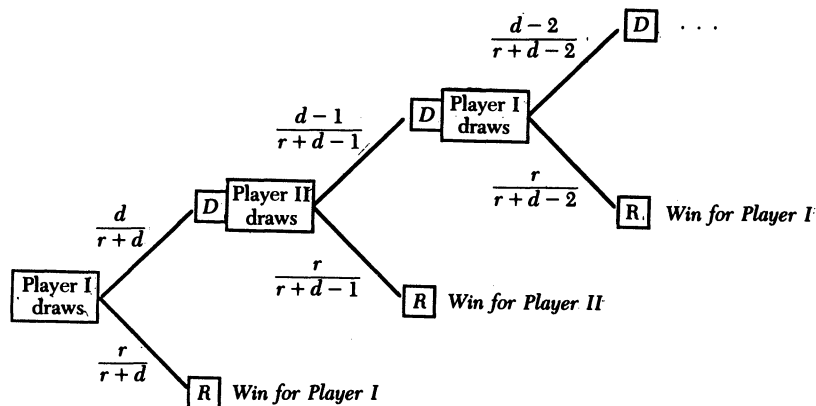 d − 2
r + d − 2
D . . .
d − 1
r + d − 1
D
Player I
draws
r
r + d − 2
R
Win for Player I
d
r + d
D
Player II
draws
r
r + d − 1
R
Win for Player II
Player I
draws
r
r + d
R
Win for Player I